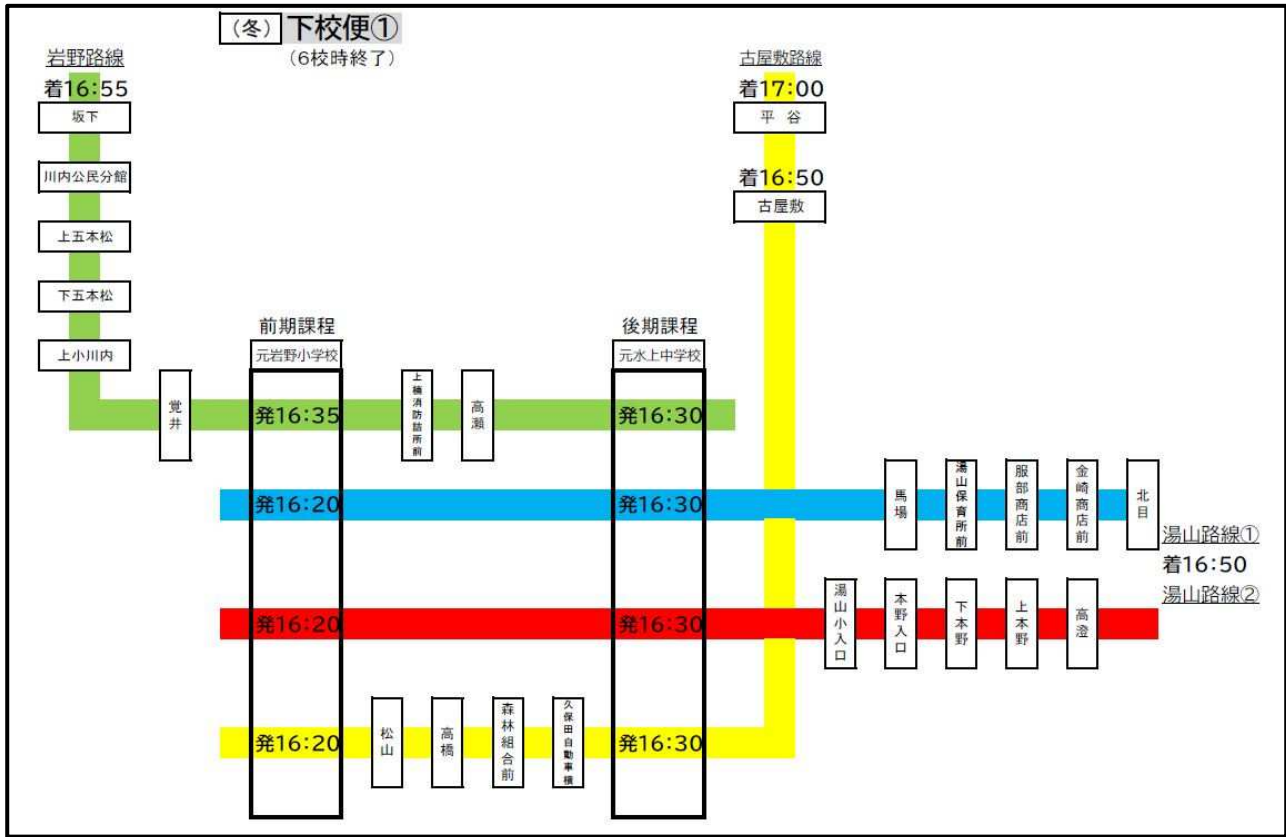 (冬) 下校便①
(6校時終了)
岩野路線
着16:55
坂下
川内公民分館
上五本松
下五本松
上小川内
古屋敷路線
着17:00
平 谷
着16:50
古屋敷
前期課程
元岩野小学校
後期課程
元水上中学校
覚井
発16:35
上楠消防詰所前
高瀬
発16:30
発16:20
発16:30
馬場
湯山保育所前
服部商店前
金崎商店前
北目
湯山路線①
着16:50
湯山路線②
発16:20
発16:30
湯山小入口
本野入口
下本野
上本野
高澄
発16:20
松山
高橋
森林組合前
久保田自動車横
発16:30